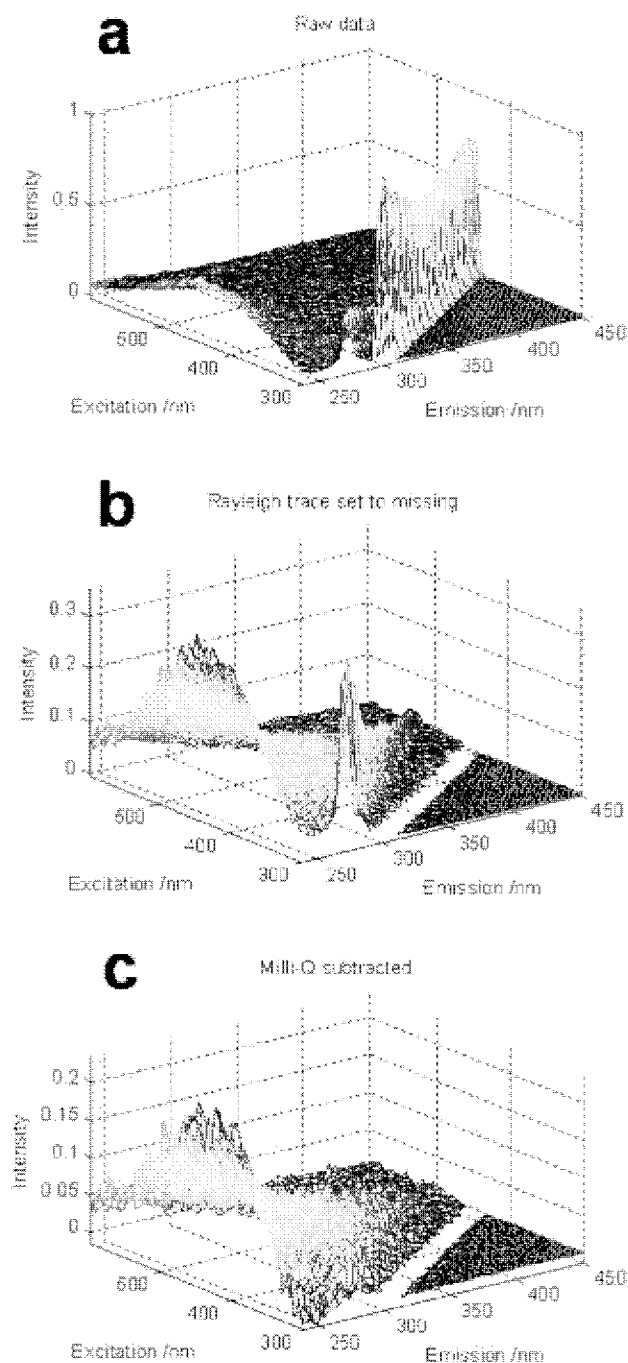 a
Raw data
1
0.5
0
Intensity
500
400
300
Excitation /nm
250
300
350
400
450
Emission /nm
b
Rayleigh trace set to missing
0.3
0.2
0.1
0
Intensity
500
400
300
Excitation /nm
250
300
350
400
450
Emission /nm
c
Milli-Q subtracted
0.2
0.15
0.1
0.05
0
Intensity
500
400
300
Excitation /nm
250
300
350
400
450
Emission /nm